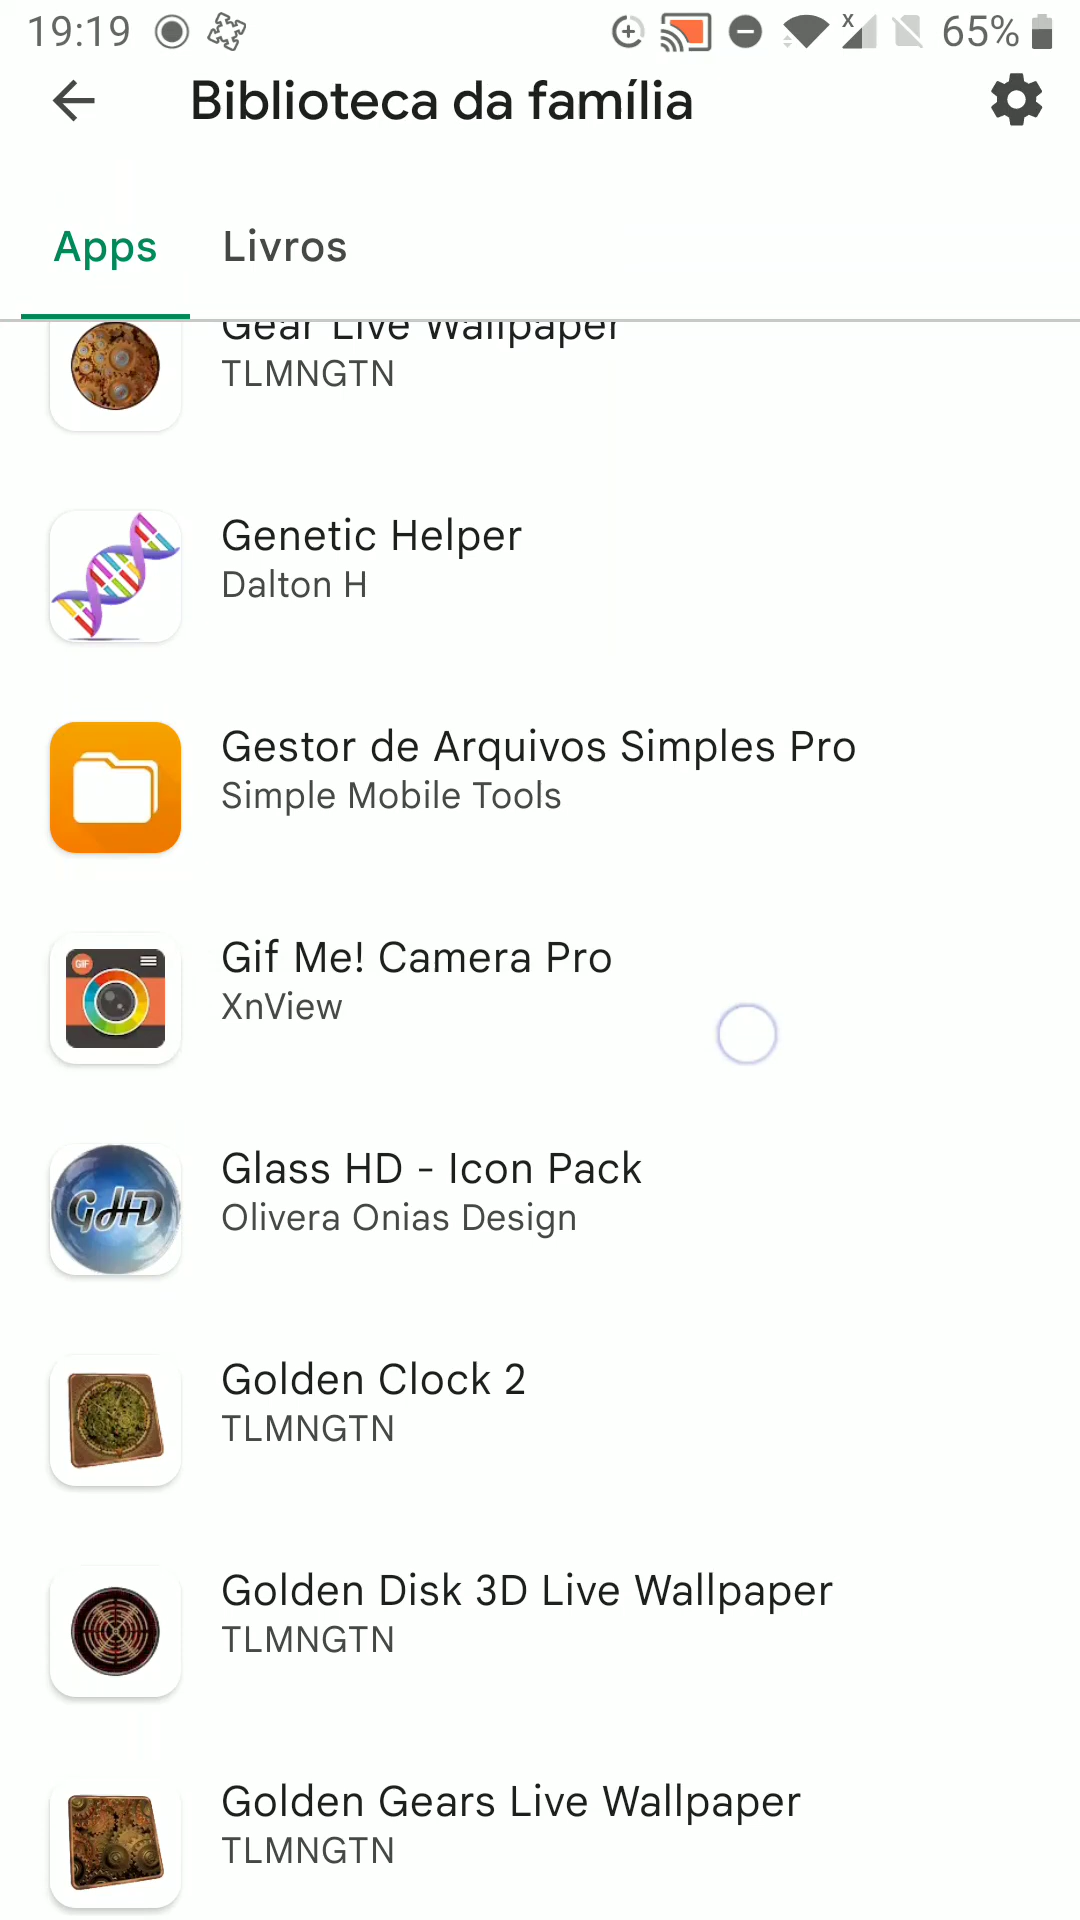 19:19
x
65%
Biblioteca da família
Apps
Livros
Gear Live Wallpaper
TLMNGTN
Genetic Helper
Dalton H
Gestor de Arquivos Simples Pro
Simple Mobile Tools
GIF
Gif Me! Camera Pro
XnView
GHD
Glass HD - Icon Pack
Olivera Onias Design
Golden Clock 2
TLMNGTN
Golden Disk 3D Live Wallpaper
TLMNGTN
Golden Gears Live Wallpaper
TLMNGTN